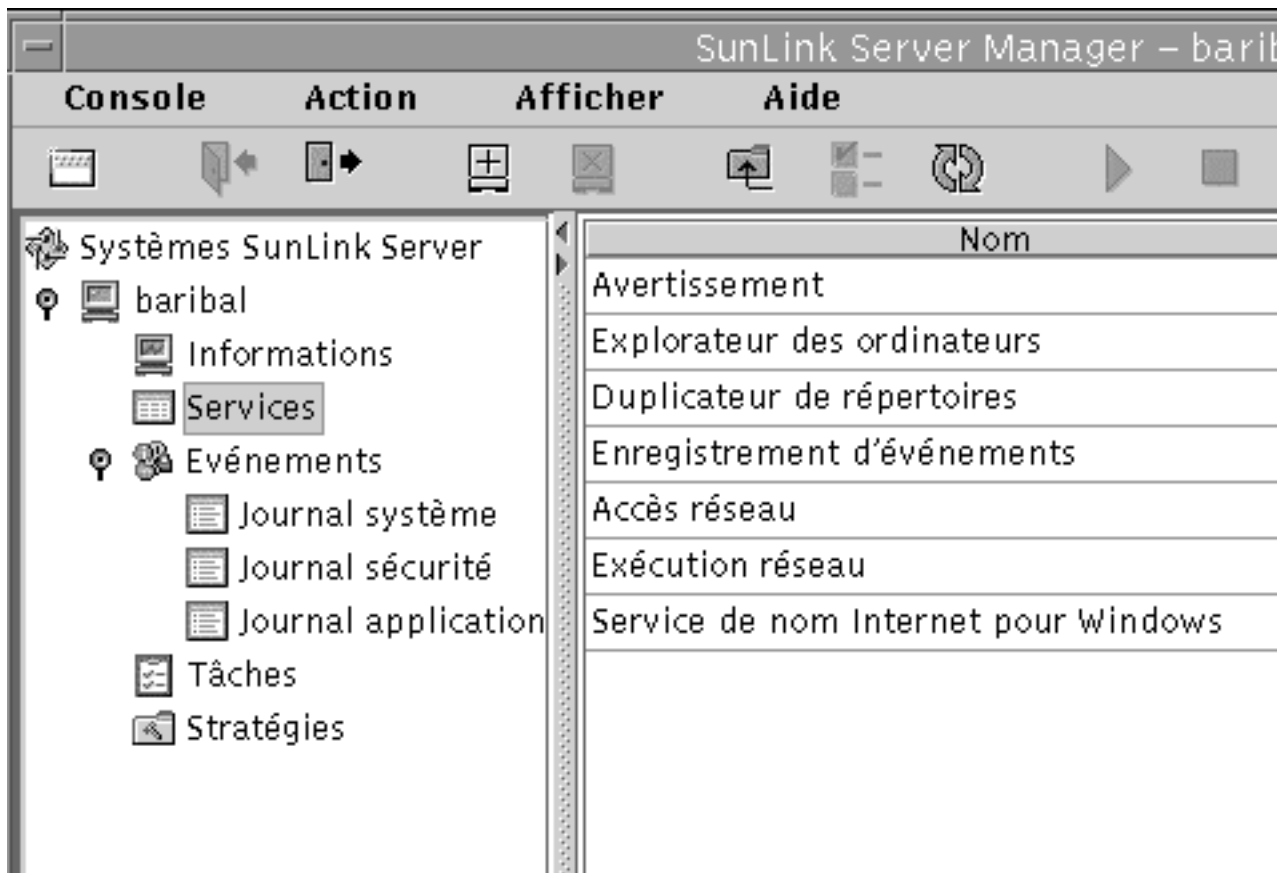 SunLink Server Manager – barib
Console Action Afficher Aide
Systèmes SunLink Server
baribal
Informations
Services
Evénements
Journal système
Journal sécurité
Journal application
Tâches
Stratégies
Nom
Avertissement
Explorateur des ordinateurs
Duplicateur de répertoires
Enregistrement d'événements
Accès réseau
Exécution réseau
Service de nom Internet pour Windows